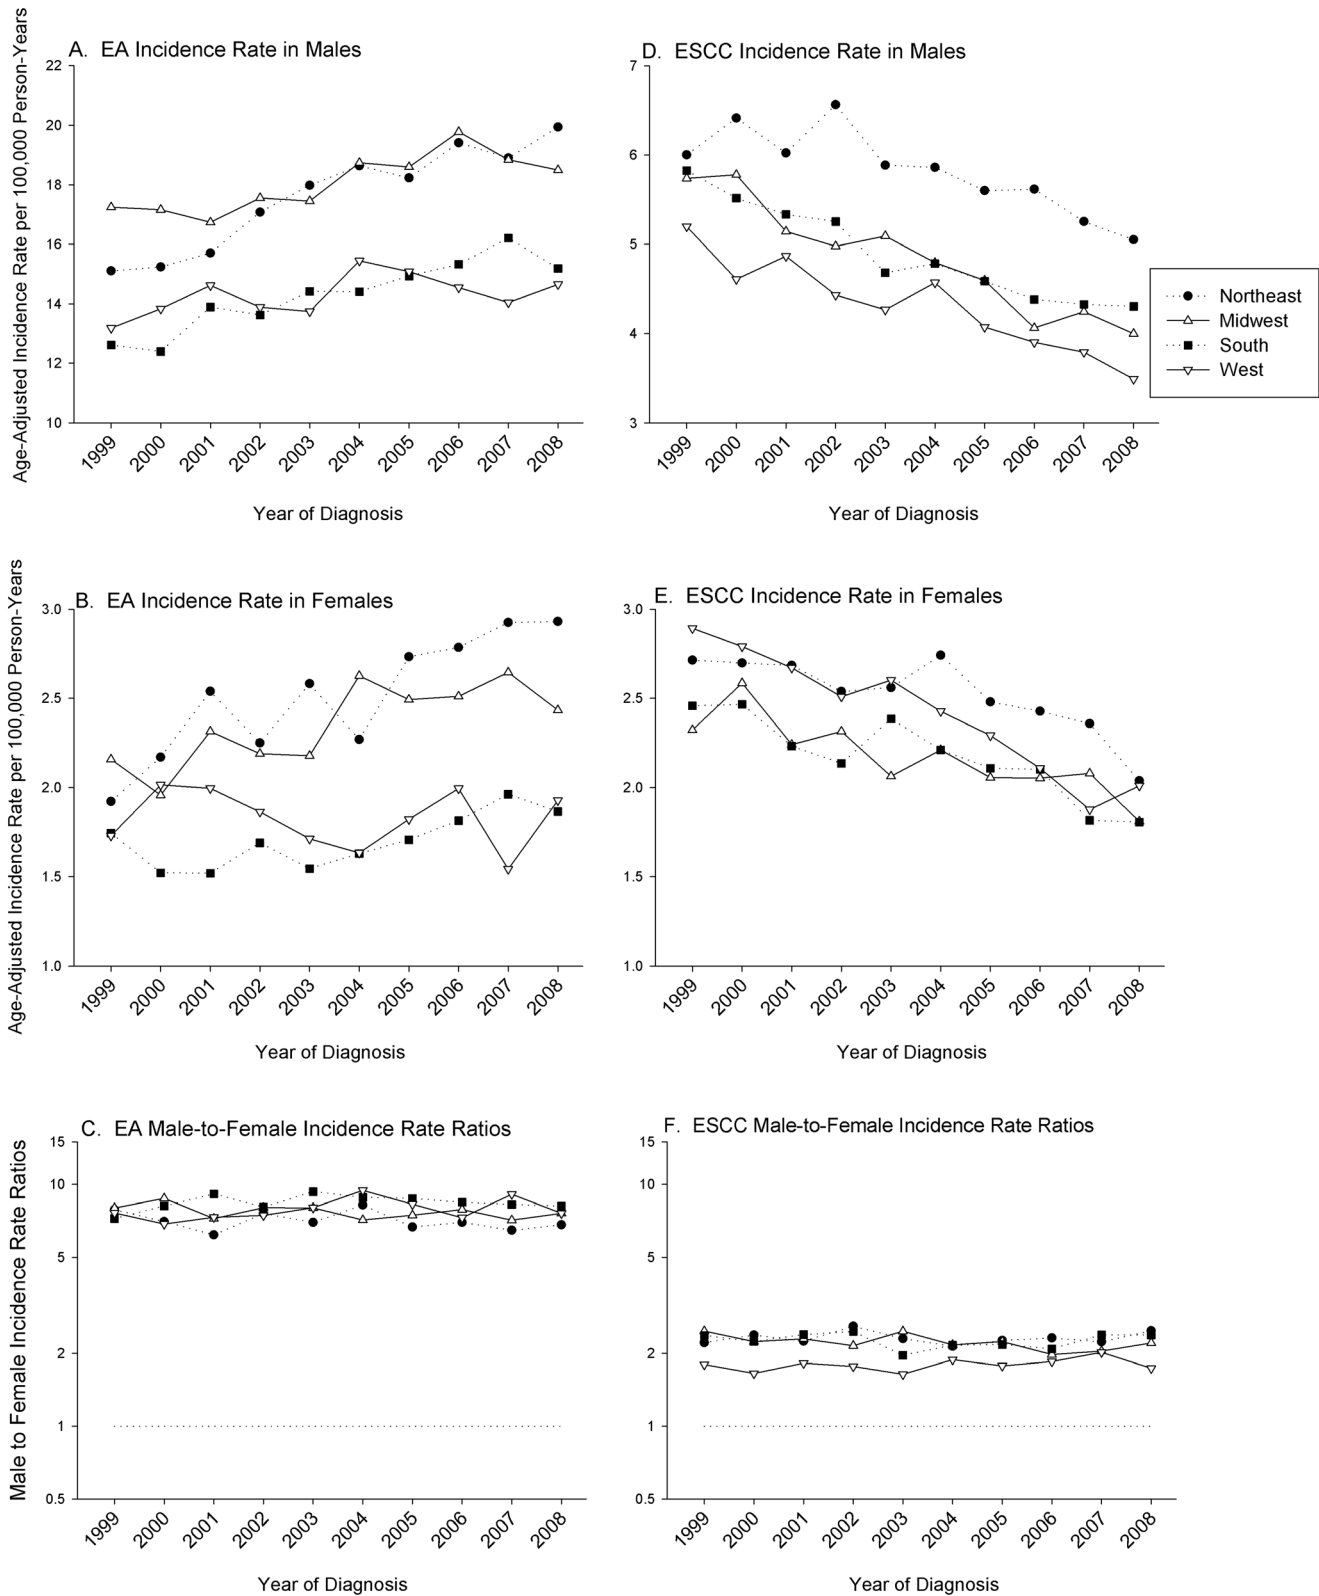 A. EA Incidence Rate in Males
Age-Adjusted Incidence Rate per 100,000 Person-Years
22
20
18
16
14
12
10
1999 2000 2001 2002 2003 2004 2005 2006 2007 2008
Year of Diagnosis
D. ESCC Incidence Rate in Males
7
6
5
4
3
1999 2000 2001 2002 2003 2004 2005 2006 2007 2008
Year of Diagnosis
Northeast
Midwest
South
West
B. EA Incidence Rate in Females
Age-Adjusted Incidence Rate per 100,000 Person-Years
3.0
2.5
2.0
1.5
1.0
1999 2000 2001 2002 2003 2004 2005 2006 2007 2008
Year of Diagnosis
E. ESCC Incidence Rate in Females
3.0
2.5
2.0
1.5
1.0
1999 2000 2001 2002 2003 2004 2005 2006 2007 2008
Year of Diagnosis
C. EA Male-to-Female Incidence Rate Ratios
Male to Female Incidence Rate Ratios
15
10
5
2
1
0.5
1999 2000 2001 2002 2003 2004 2005 2006 2007 2008
Year of Diagnosis
F. ESCC Male-to-Female Incidence Rate Ratios
15
10
5
2
1
0.5
1999 2000 2001 2002 2003 2004 2005 2006 2007 2008
Year of Diagnosis